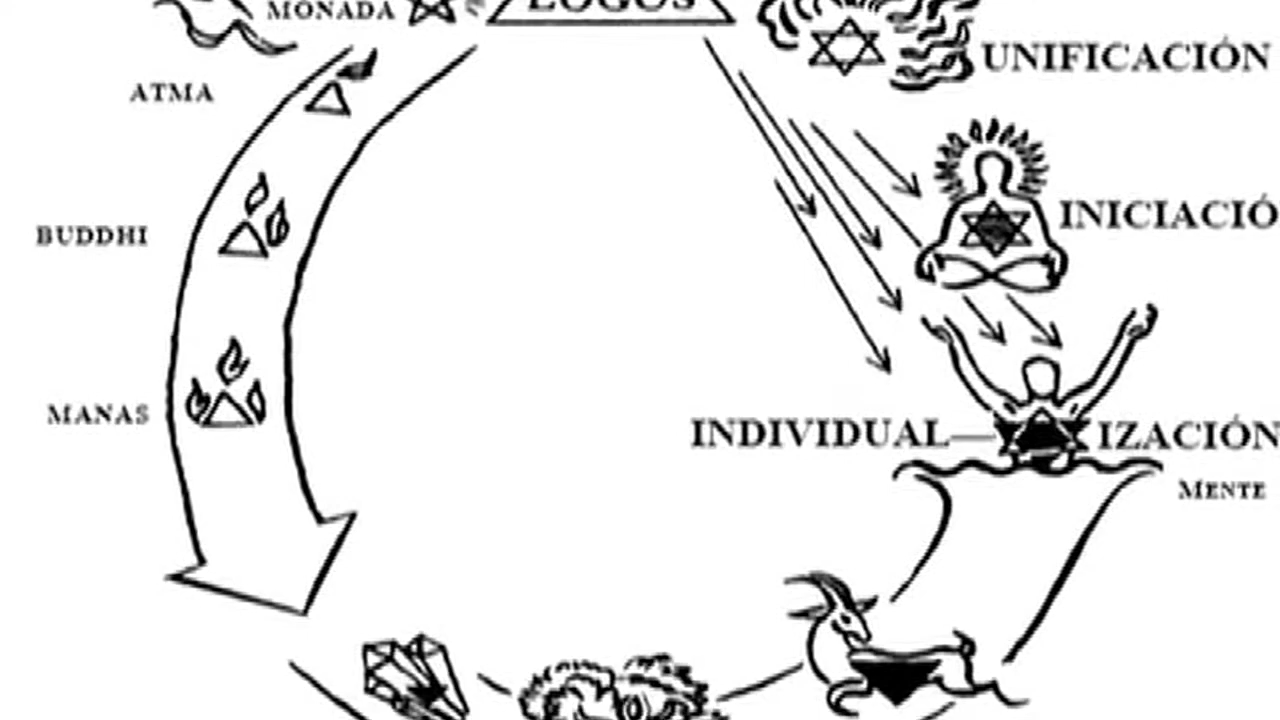 MONADA
LOGOS
UNIFICACIÓN
ATMA
INICIACIÓ
BUDDHI
MANAS
INDIVIDUAL—IZACIÓN
MENTE